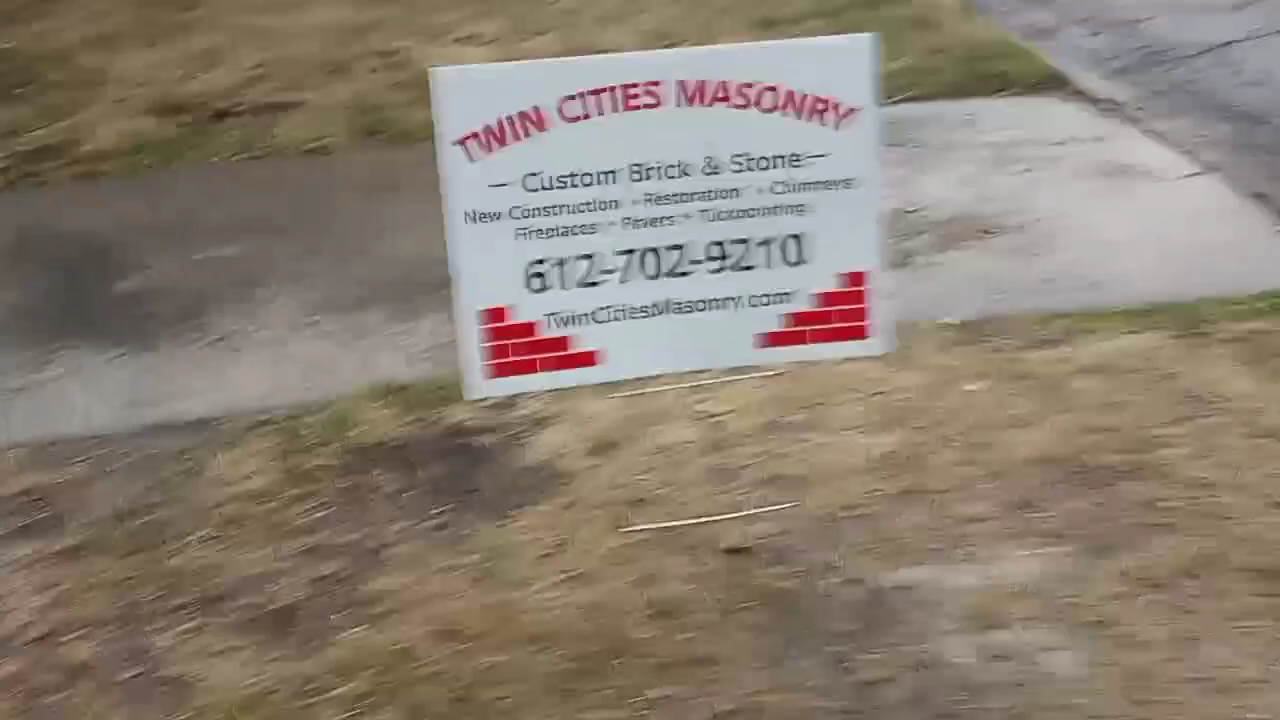 TWIN CITIES MASONRY
— Custom Brick & Stone —
New Construction • Restoration • Chimneys
Fireplaces • Pavers • Tuckpointing
612-702-9210
TwinCitiesMasonry.com